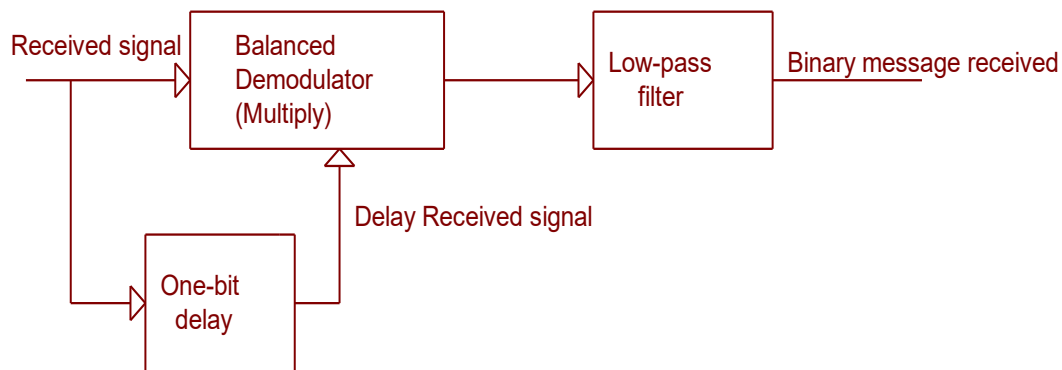 Received signal
Balanced
Demodulator
(Multiply)
Low-pass
filter
Binary message received
Delay Received signal
One-bit
delay